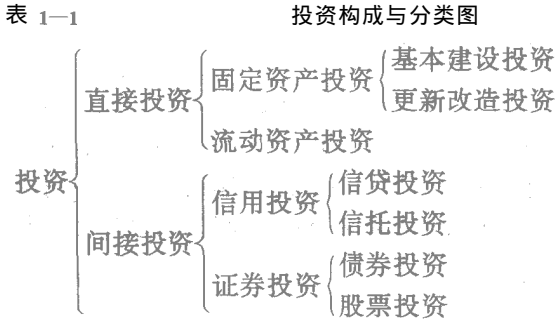 表 1—1 投资构成与分类图
基本建设投资
固定资产投资
直接投资
更新改造投资
流动资产投资
投资
信贷投资
信用投资
信托投资
间接投资
债券投资
证券投资
股票投资